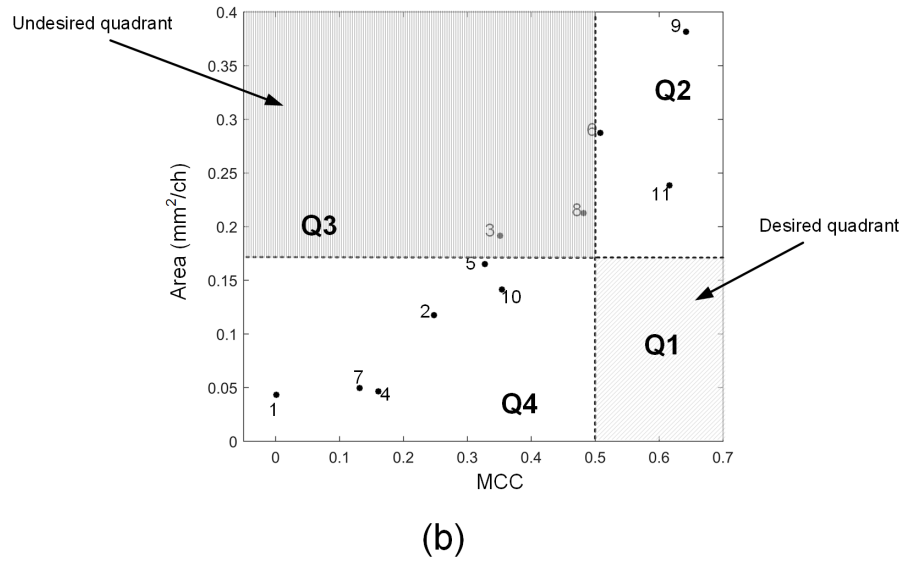 Undesired quadrant
0.4
9
0.35
Q2
0.3
6
0.25
11
8
Area (mm²/ch)
0.2
Q3
3
Desired quadrant
5
0.15
10
2
0.1
Q1
7
0.05
4
Q4
1
0
0 0.1 0.2 0.3 0.4 0.5 0.6 0.7
MCC
(b)